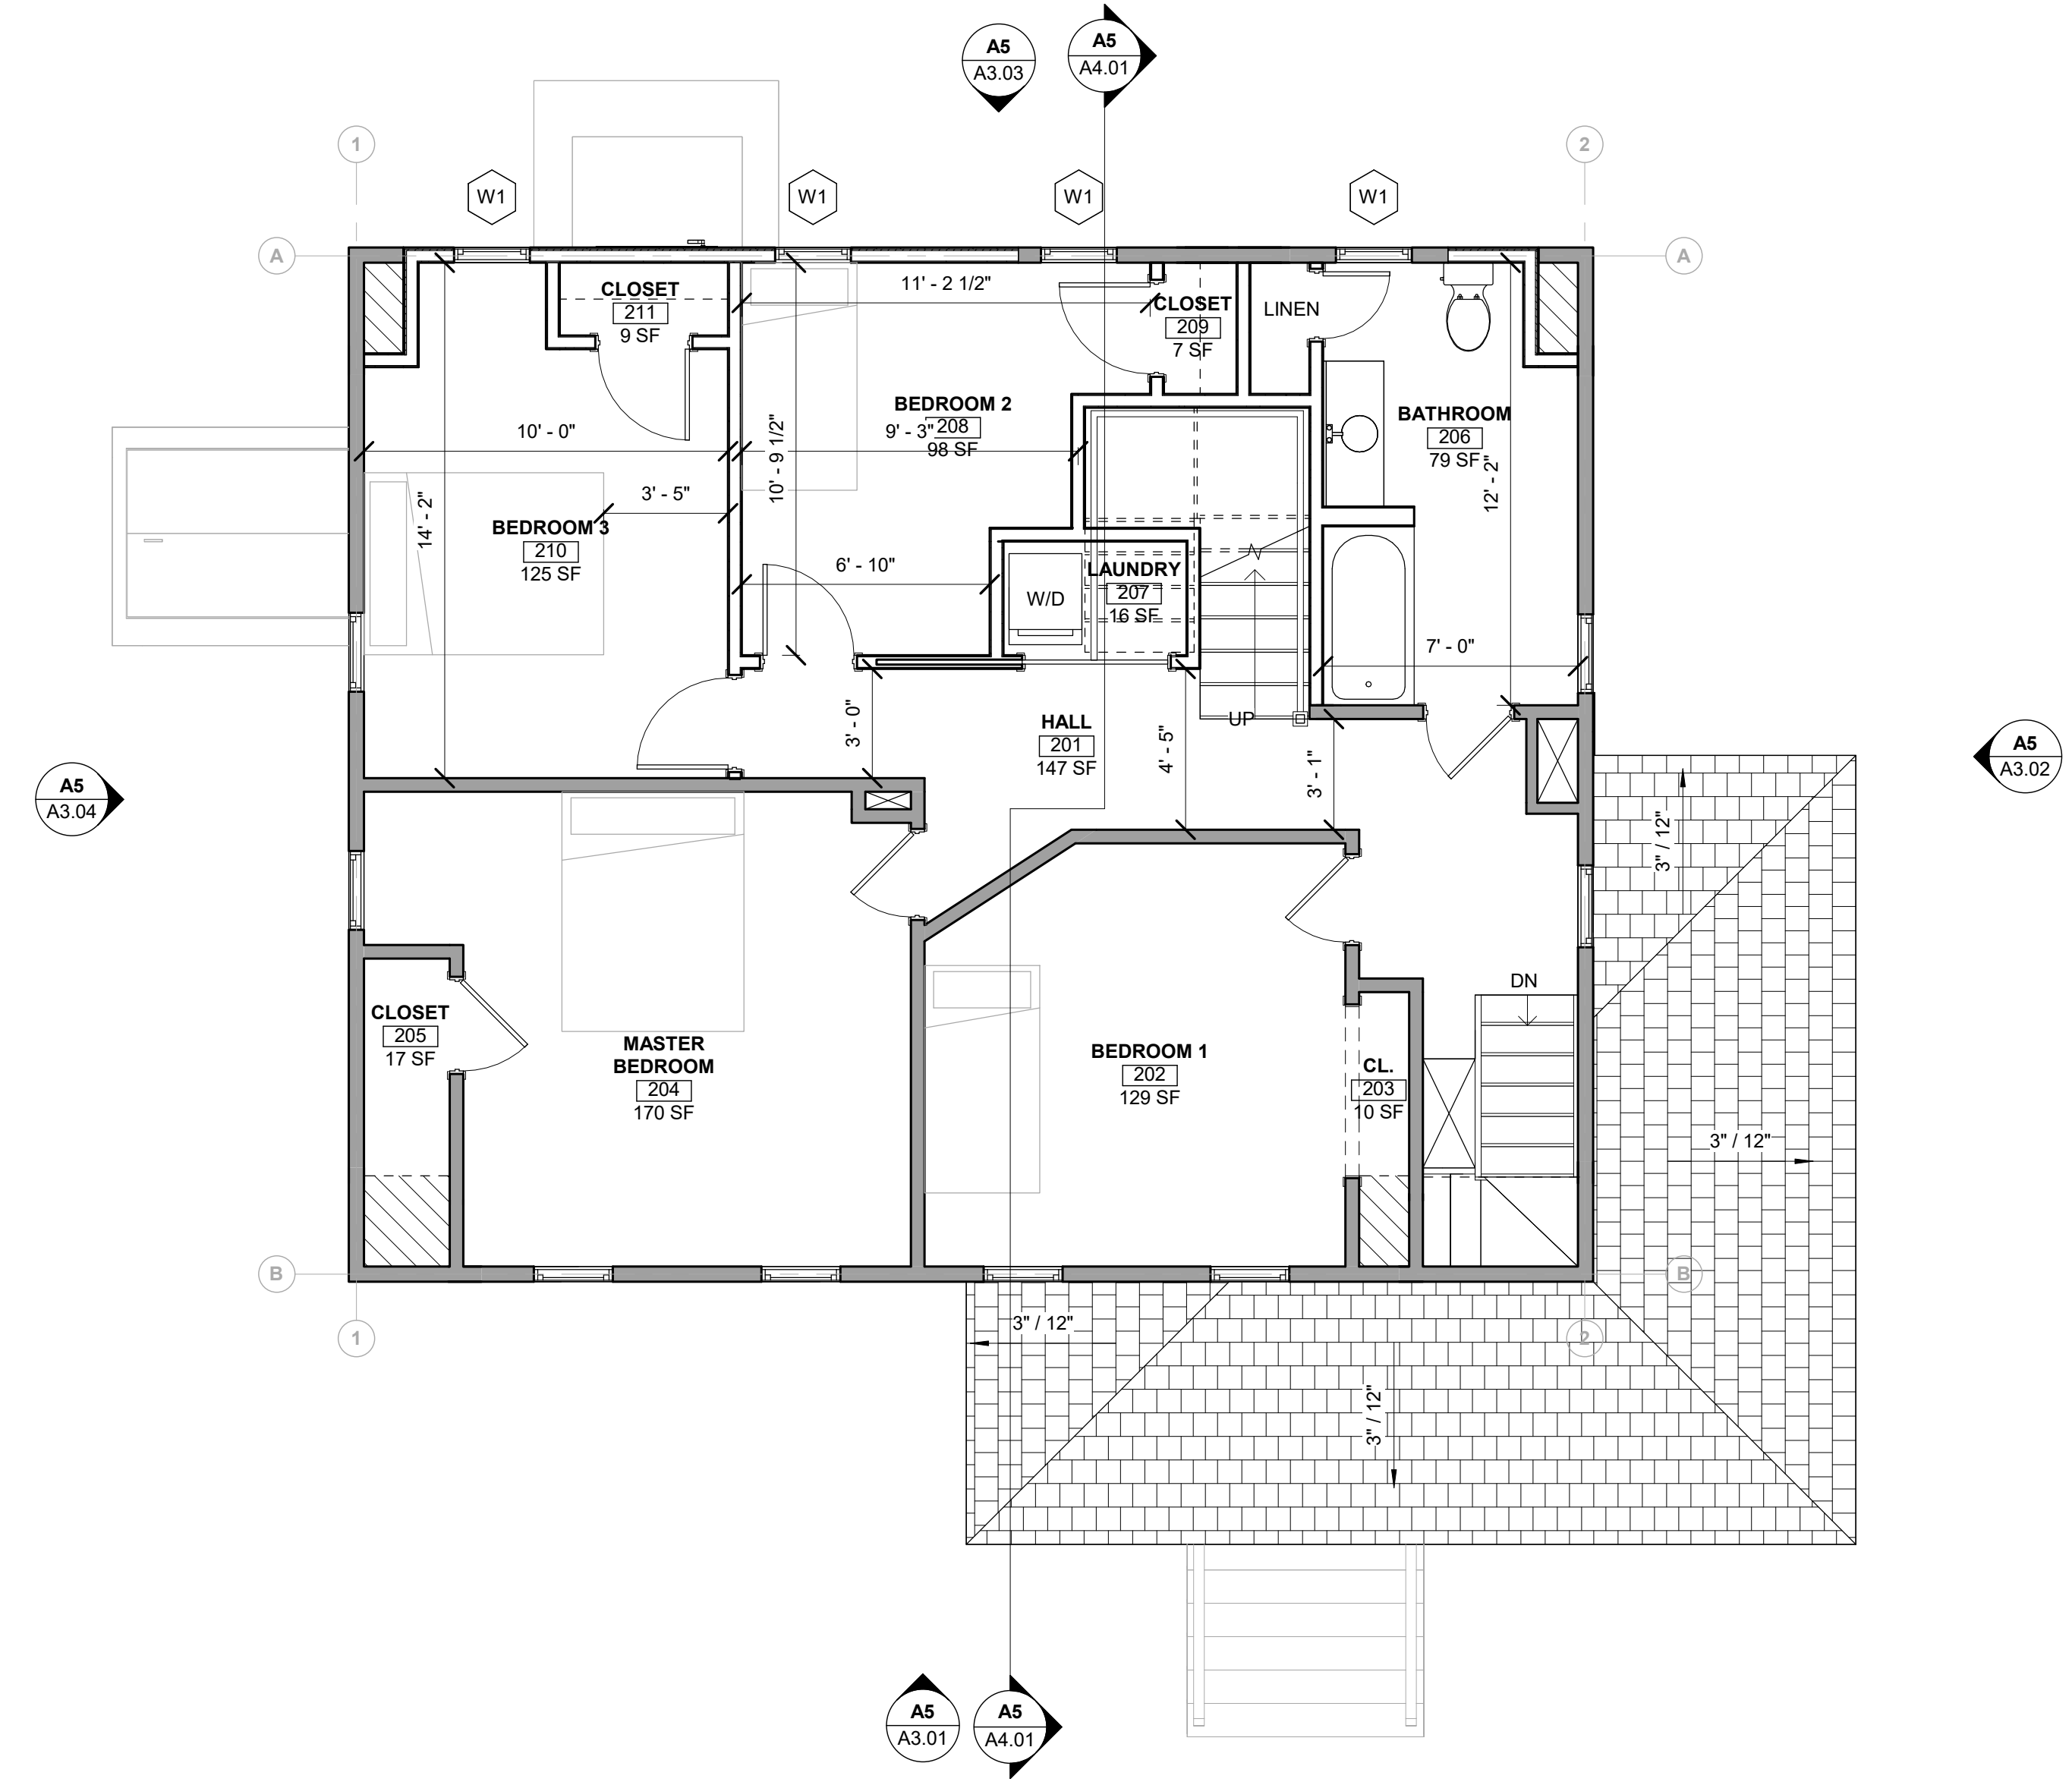 A5
A3.03
A5
A4.01
1
2
W1
W1
W1
W1
A
A
CLOSET
211
9 SF
11' - 2 1/2"
CLOSET
209
7 SF
LINEN
BEDROOM 2
208
98 SF
9' - 3"
10' - 0"
10' - 9 1/2"
BATHROOM
206
79 SF
12' - 2"
3' - 5"
14' - 2"
BEDROOM 3
210
125 SF
6' - 10"
W/D
LAUNDRY
207
16 SF
7' - 0"
3' - 0"
HALL
201
147 SF
4' - 5"
UP
3' - 1"
A5
A3.04
A5
A3.02
3" / 12"
DN
CLOSET
205
17 SF
MASTER
BEDROOM
204
170 SF
BEDROOM 1
202
129 SF
CL.
203
10 SF
3" / 12"
B
B
1
3" / 12"
2
3" / 12"
A5
A3.01
A5
A4.01